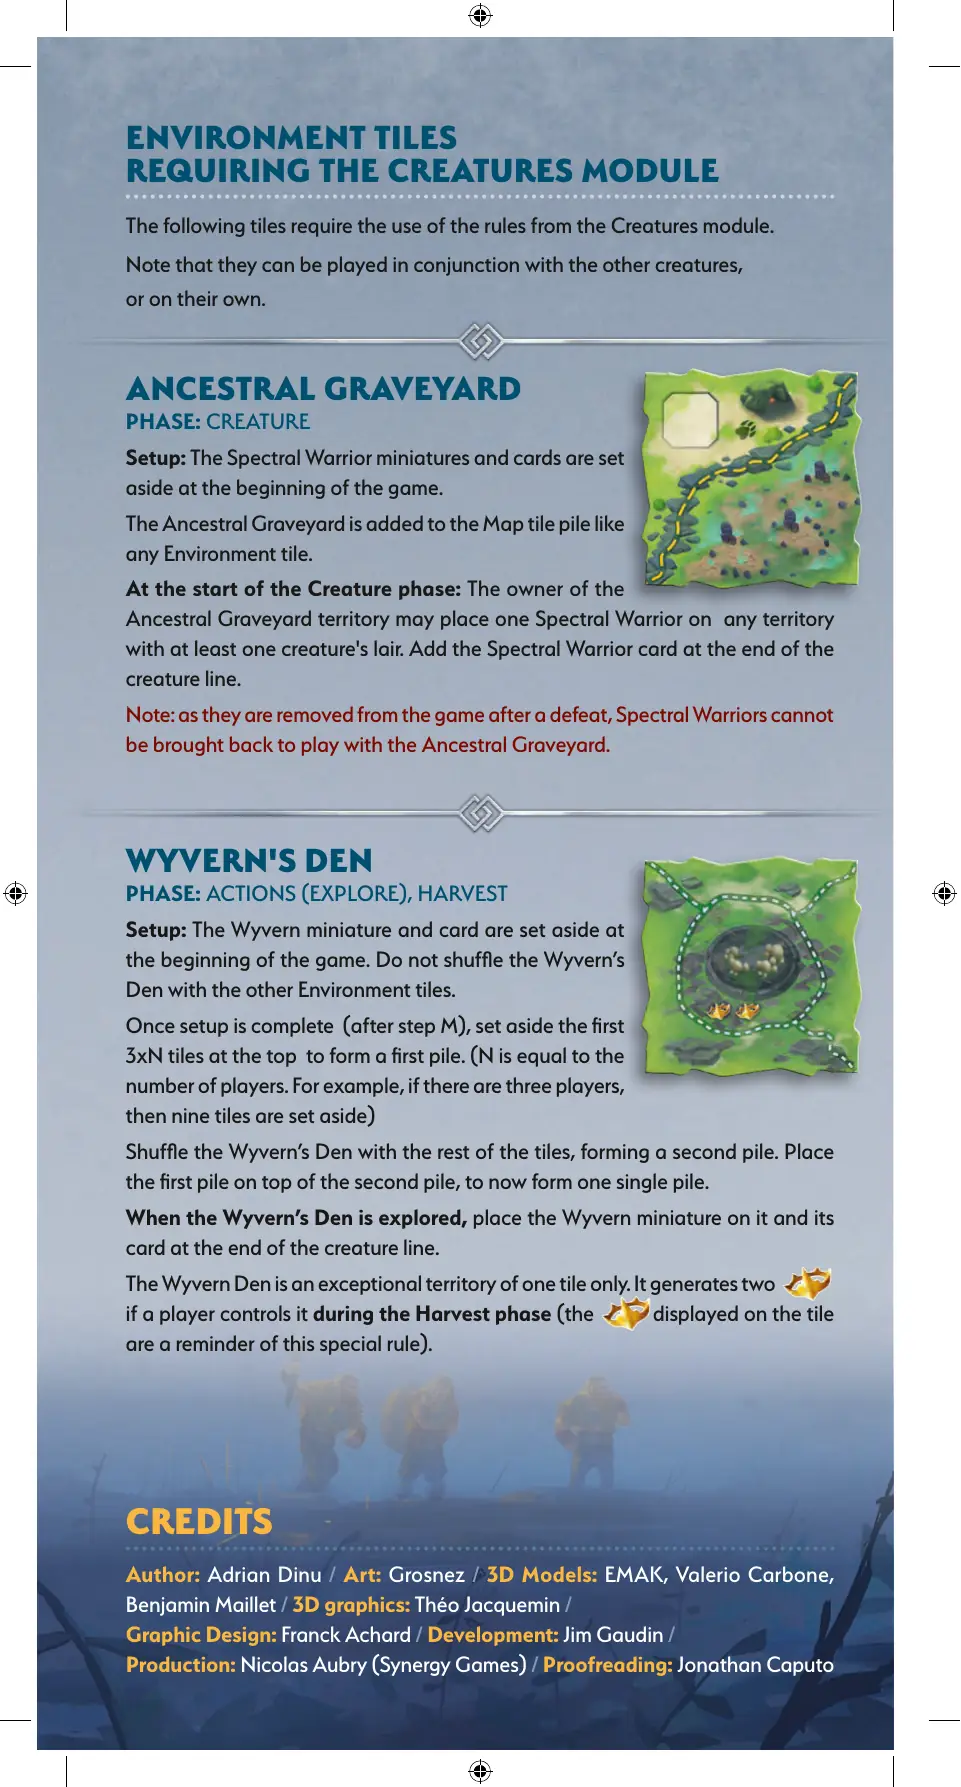 ENVIRONMENT TILES
REQUIRING THE CREATURES MODULE
The following tiles require the use of the rules from the Creatures module.
Note that they can be played in conjunction with the other creatures,
or on their own.
ANCESTRAL GRAVEYARD
PHASE: CREATURE
Setup: The Spectral Warrior miniatures and cards are set
aside at the beginning of the game.
The Ancestral Graveyard is added to the Map tile pile like
any Environment tile.
At the start of the Creature phase: The owner of the
Ancestral Graveyard territory may place one Spectral Warrior on any territory
with at least one creature's lair. Add the Spectral Warrior card at the end of the
creature line.
Note: as they are removed from the game after a defeat, Spectral Warriors cannot
be brought back to play with the Ancestral Graveyard.
WYVERN'S DEN
PHASE: ACTIONS (EXPLORE), HARVEST
Setup: The Wyvern miniature and card are set aside at
the beginning of the game. Do not shuffle the Wyvern’s
Den with the other Environment tiles.
Once setup is complete (after step M), set aside the first
3xN tiles at the top to form a first pile. (N is equal to the
number of players. For example, if there are three players,
then nine tiles are set aside)
Shuffle the Wyvern’s Den with the rest of the tiles, forming a second pile. Place
the first pile on top of the second pile, to now form one single pile.
When the Wyvern’s Den is explored, place the Wyvern miniature on it and its
card at the end of the creature line.
The Wyvern Den is an exceptional territory of one tile only. It generates two
if a player controls it during the Harvest phase (the displayed on the tile
are a reminder of this special rule).
CREDITS
Author: Adrian Dinu / Art: Grosnez / 3D Models: EMAK, Valerio Carbone,
Benjamin Maillet / 3D graphics: Théo Jacquemin /
Graphic Design: Franck Achard / Development: Jim Gaudin /
Production: Nicolas Aubry (Synergy Games) / Proofreading: Jonathan Caputo